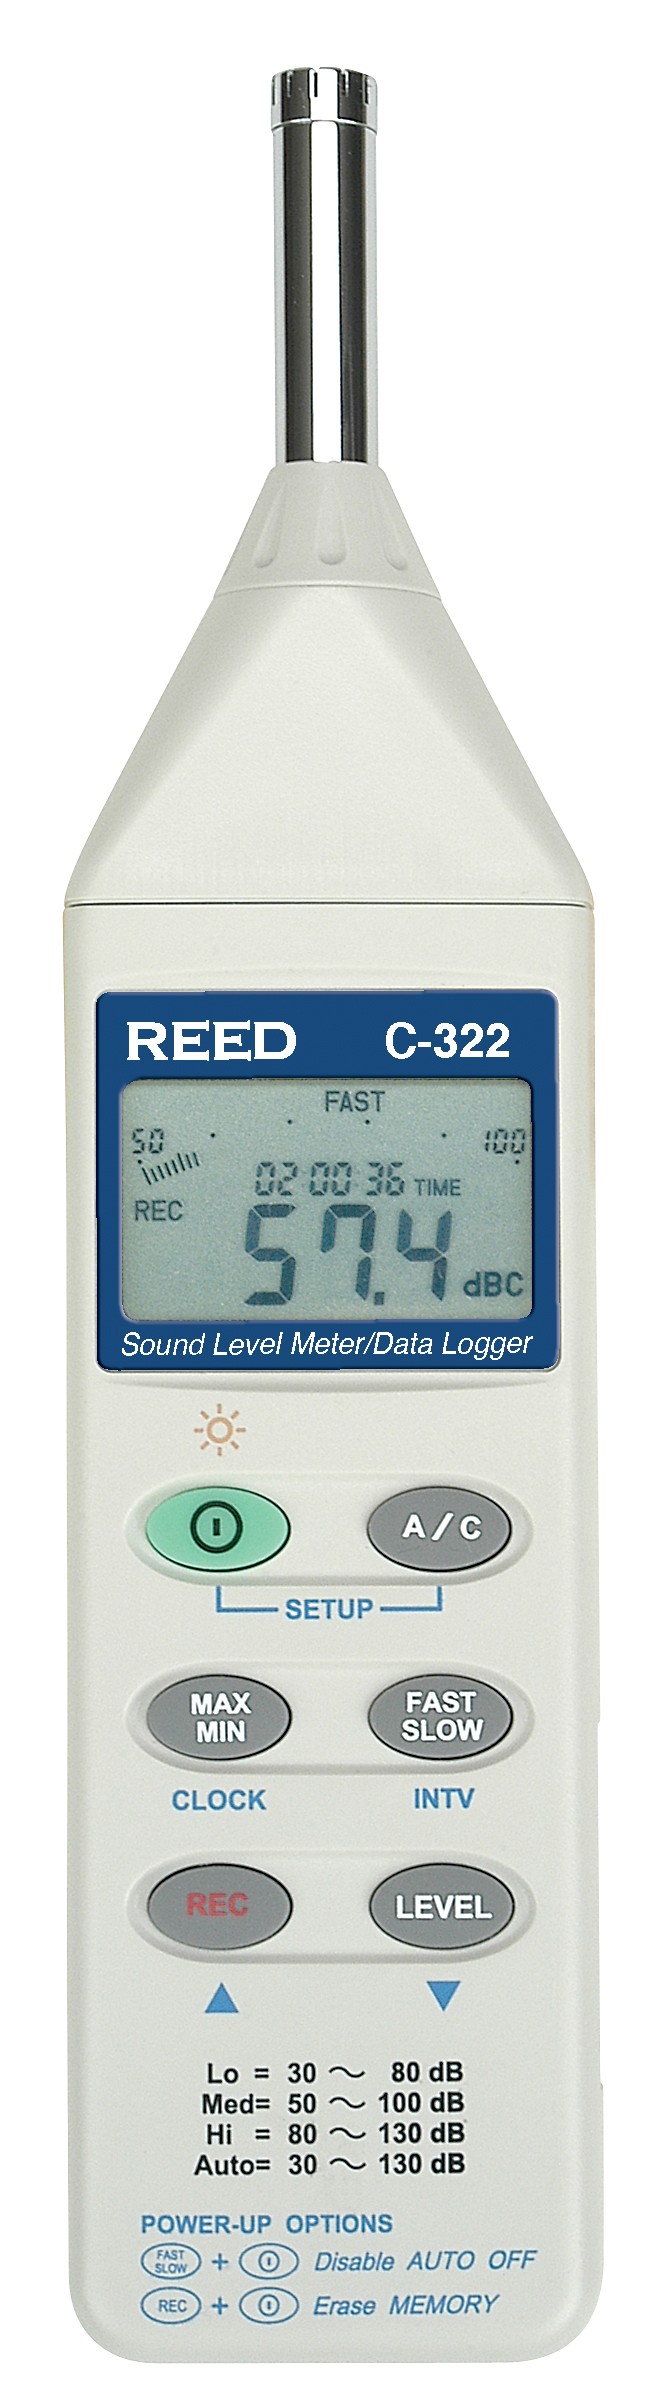 REED C-322
FAST
50 100
02:00:36 TIME
REC
57.4 dBC
Sound Level Meter/Data Logger
A/C
SETUP
MAX MIN
FAST SLOW
CLOCK INTV
REC LEVEL
Lo = 30 ~ 80 dB
Med= 50 ~ 100 dB
Hi = 80 ~ 130 dB
Auto= 30 ~ 130 dB
POWER-UP OPTIONS
FAST SLOW + Disable AUTO OFF
REC + Erase MEMORY